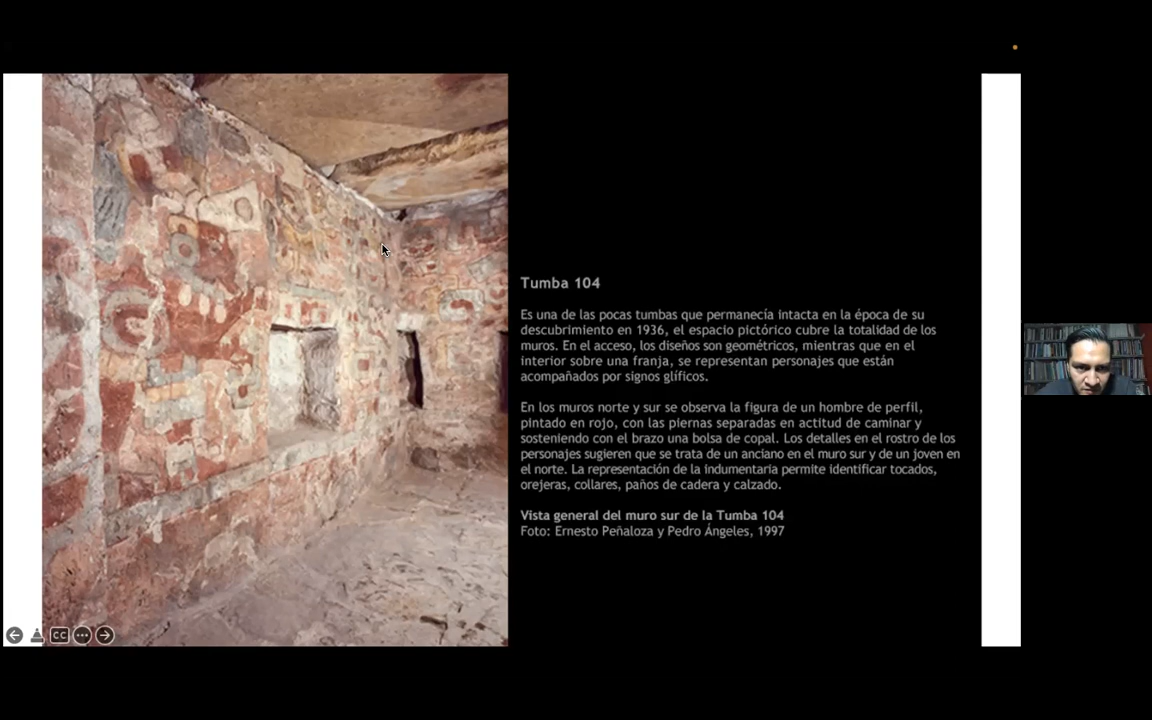 Tumba 104
Es una de las pocas tumbas que permanecía intacta en la época de su
descubrimiento en 1936, el espacio pictórico cubre la totalidad de los
muros. En el acceso, los diseños son geométricos, mientras que en el
interior sobre una franja, se representan personajes que están
acompañados por signos glíficos.
En los muros norte y sur se observa la figura de un hombre de perfil,
pintado en rojo, con las piernas separadas en actitud de caminar y
sosteniendo con el brazo una bolsa de copal. Los detalles en el rostro de los
personajes sugieren que se trata de un anciano en el muro sur y de un joven en
el norte. La representación de la indumentaria permite identificar tocados,
orejeras, collares, paños de cadera y calzado.
Vista general del muro sur de la Tumba 104
Foto: Ernesto Peñaloza y Pedro Ángeles, 1997
CC